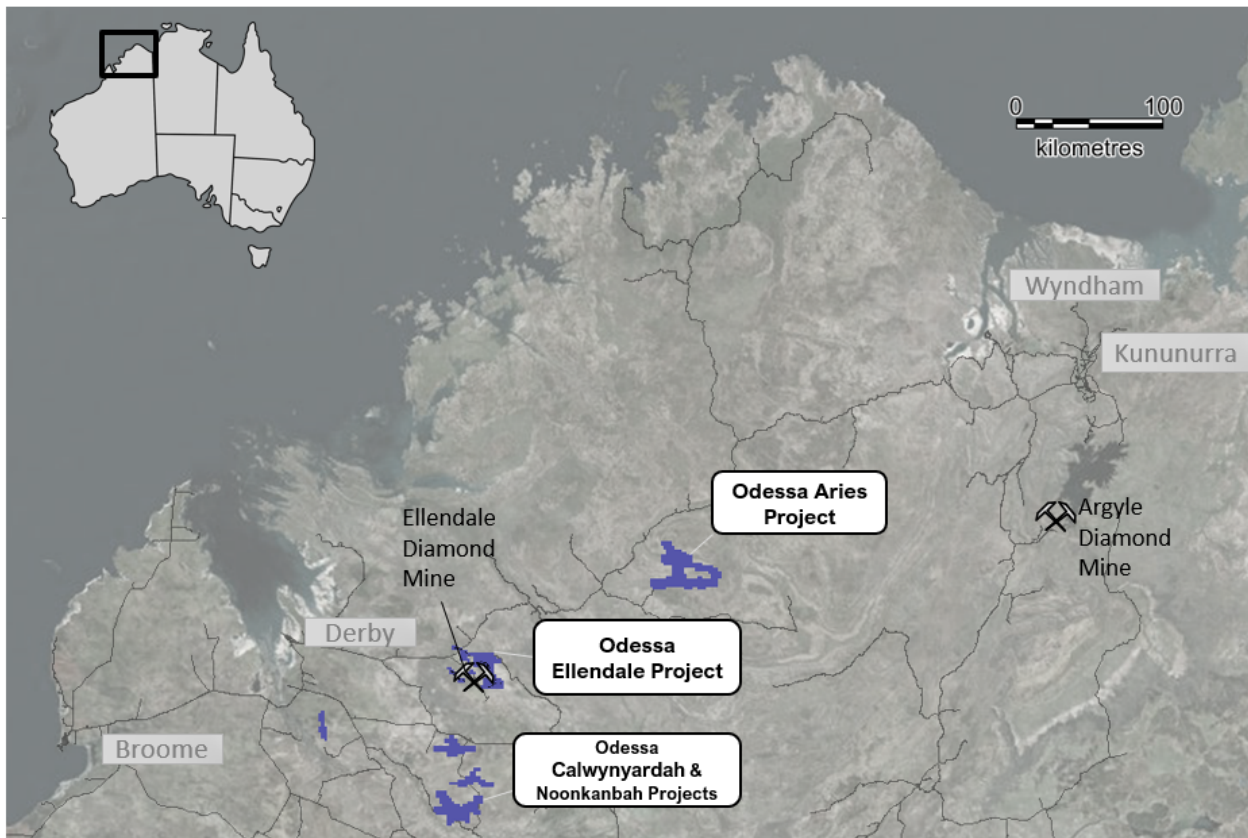 0 100
kilometres
Wyndham
Kununurra
Odessa Aries
Project
Ellendale
Diamond
Mine
Argyle
Diamond
Mine
Derby
Odessa
Ellendale Project
Broome
Odessa
Calwynyardah &
Noonkanbah Projects